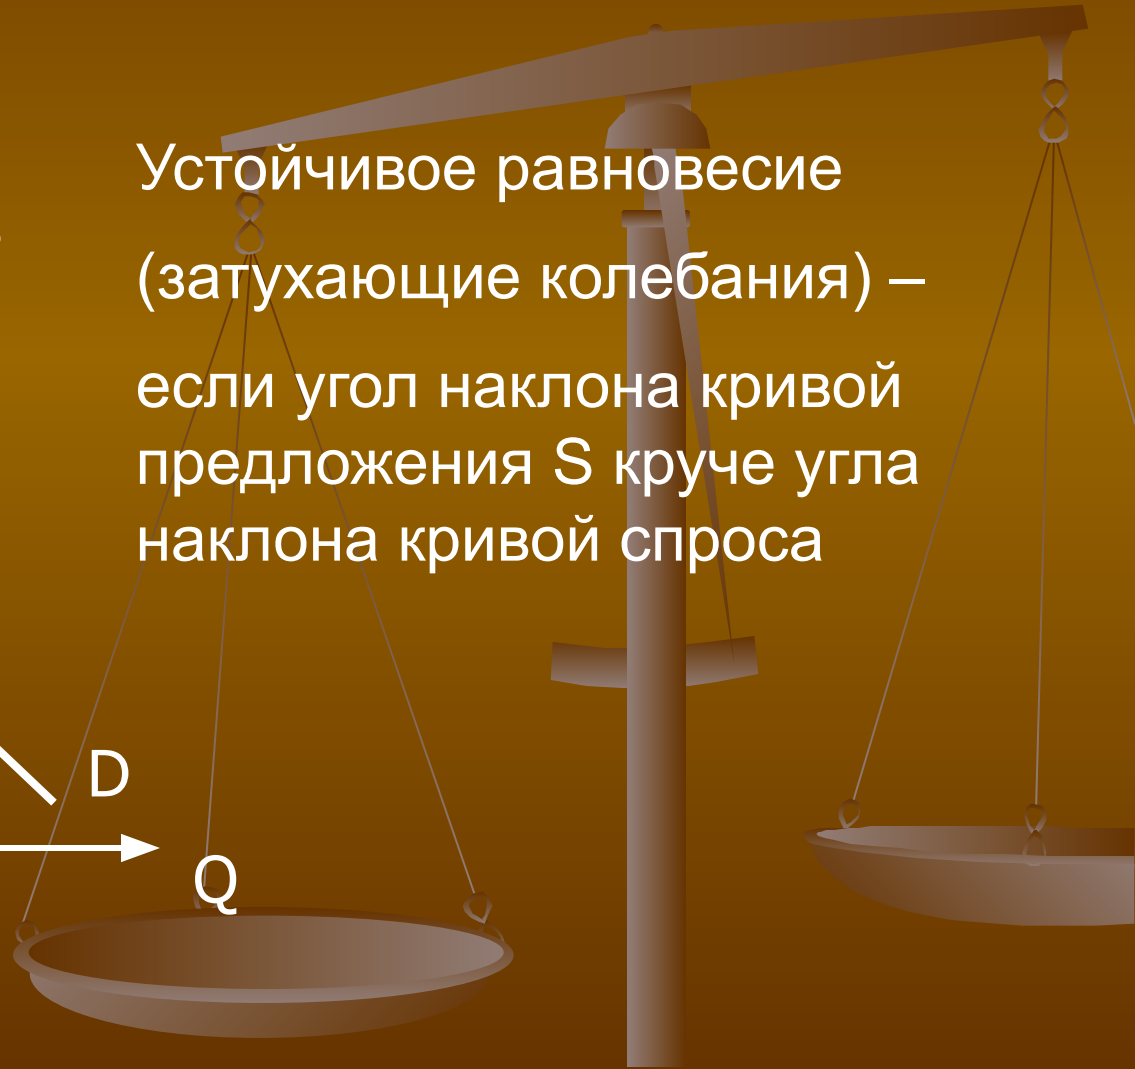 Устойчивое равновесие
(затухающие колебания) –
если угол наклона кривой
предложения S круче угла
наклона кривой спроса
D
Q